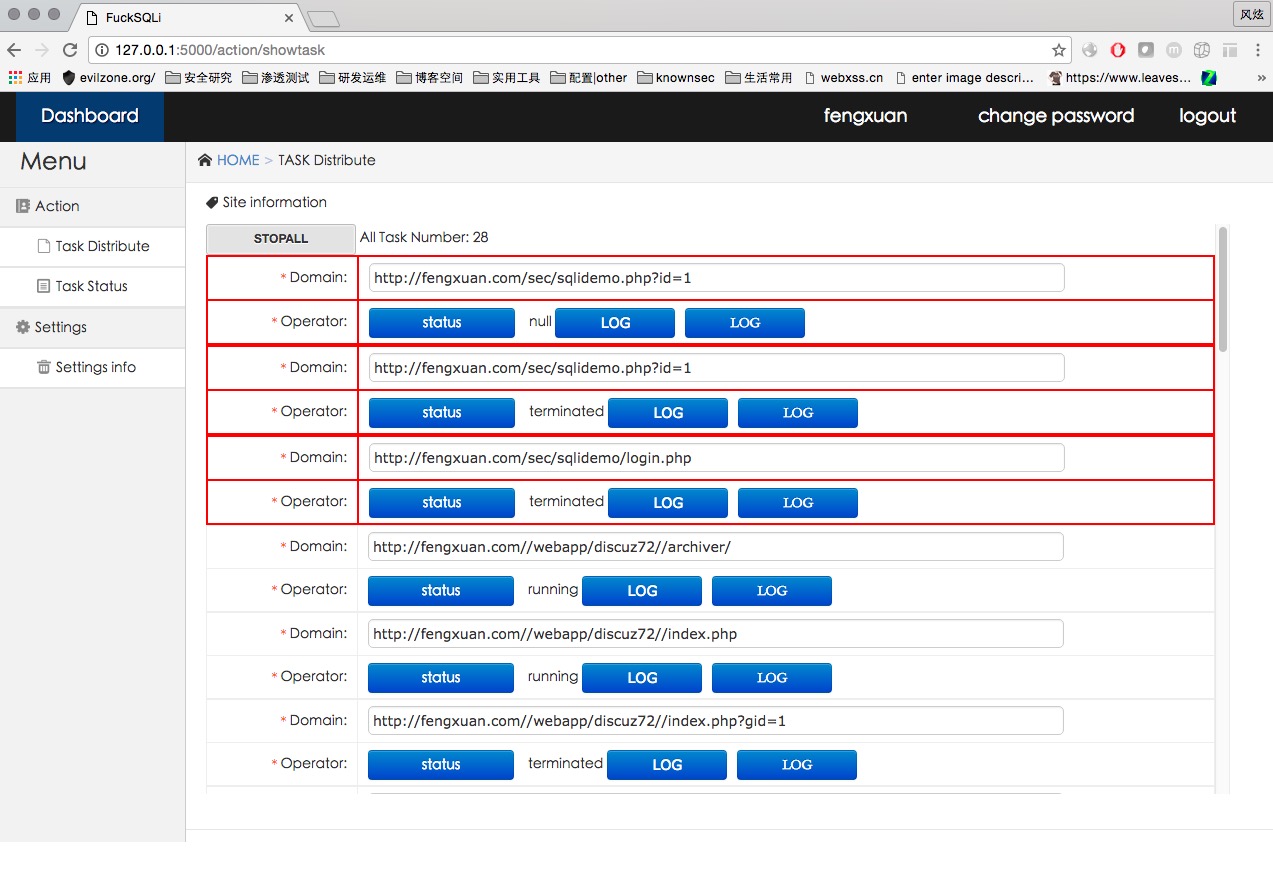 FuckSQLi
风炫
127.0.0.1:5000/action/showtask
应用 evilzone.org/ 安全研究 渗透测试 研发运维 博客空间 实用工具 配置|other knownsec 生活常用 webxss.cn enter image descri... https://www.leaves... »
Dashboard fengxuan change password logout
Menu
HOME > TASK Distribute
Action
Task Distribute
Task Status
Settings
Settings info
Site information
STOPALL All Task Number: 28
* Domain: http://fengxuan.com/sec/sqlidemo.php?id=1
* Operator: status null LOG LOG
* Domain: http://fengxuan.com/sec/sqlidemo.php?id=1
* Operator: status terminated LOG LOG
* Domain: http://fengxuan.com/sec/sqlidemo/login.php
* Operator: status terminated LOG LOG
* Domain: http://fengxuan.com//webapp/discuz72//archiver/
* Operator: status running LOG LOG
* Domain: http://fengxuan.com//webapp/discuz72//index.php
* Operator: status running LOG LOG
* Domain: http://fengxuan.com//webapp/discuz72//index.php?gid=1
* Operator: status terminated LOG LOG